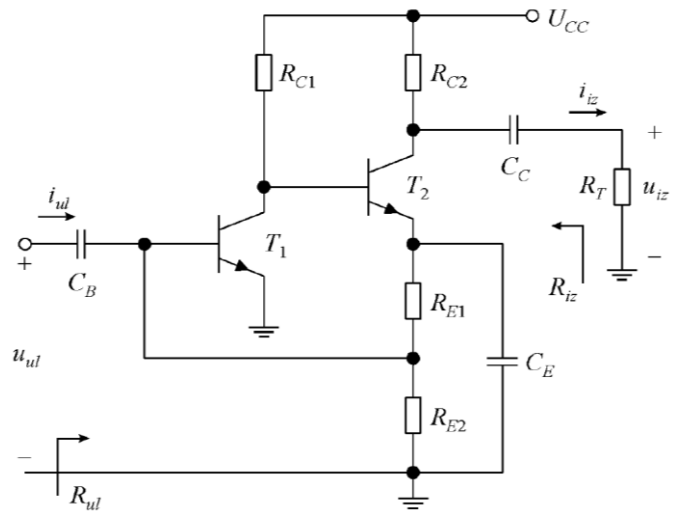 U_CC
R_C1
R_C2
i_iz
+
C_C
R_T
u_iz
T_2
i_ul
+
C_B
T_1
R_iz
−
R_E1
u_ul
C_E
R_E2
−
R_ul